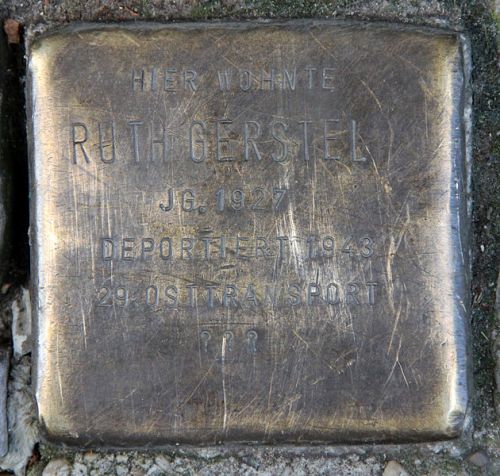 HIER WOHNTE
RUTH GERSTEL
JG. 1927
DEPORTIERT 1943
29. OSTTRANSPORT
? ? ?